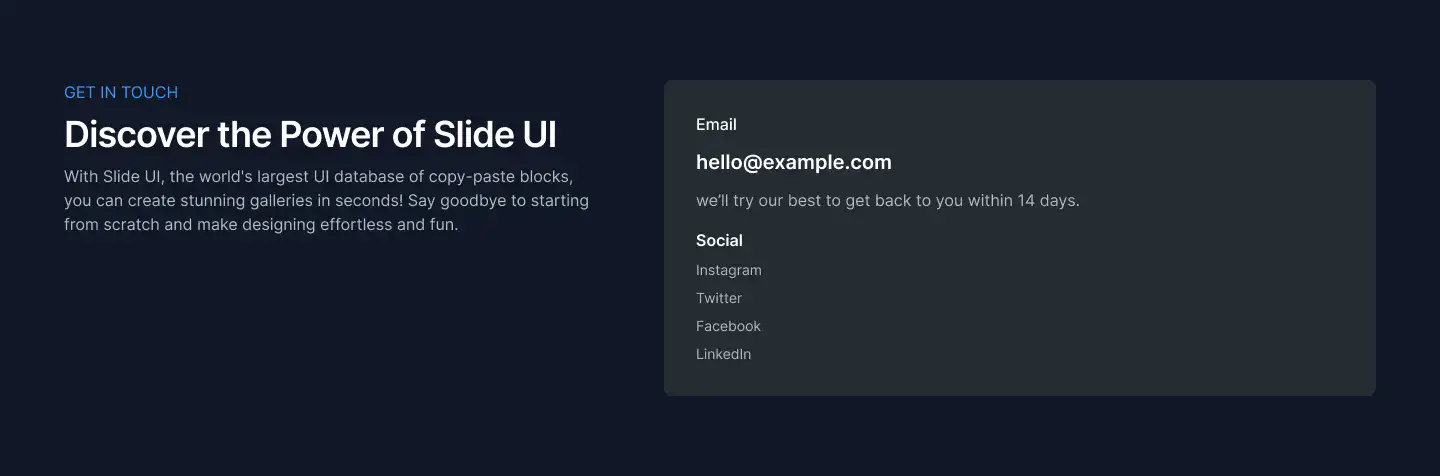 GET IN TOUCH
Discover the Power of Slide UI
With Slide UI, the world's largest UI database of copy-paste blocks,
you can create stunning galleries in seconds! Say goodbye to starting
from scratch and make designing effortless and fun.
Email
hello@example.com
we’ll try our best to get back to you within 14 days.
Social
Instagram
Twitter
Facebook
LinkedIn